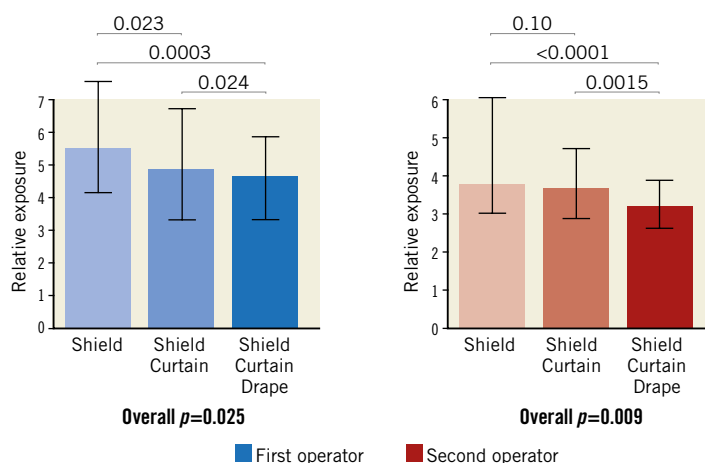 0.023
0.0003
0.024
7
6
5
4
3
2
1
0
Relative exposure
Shield
Shield
Curtain
Shield
Curtain
Drape
Overall p=0.025
0.10
<0.0001
0.0015
6
5
4
3
2
1
0
Relative exposure
Shield
Shield
Curtain
Shield
Curtain
Drape
Overall p=0.009
First operator
Second operator